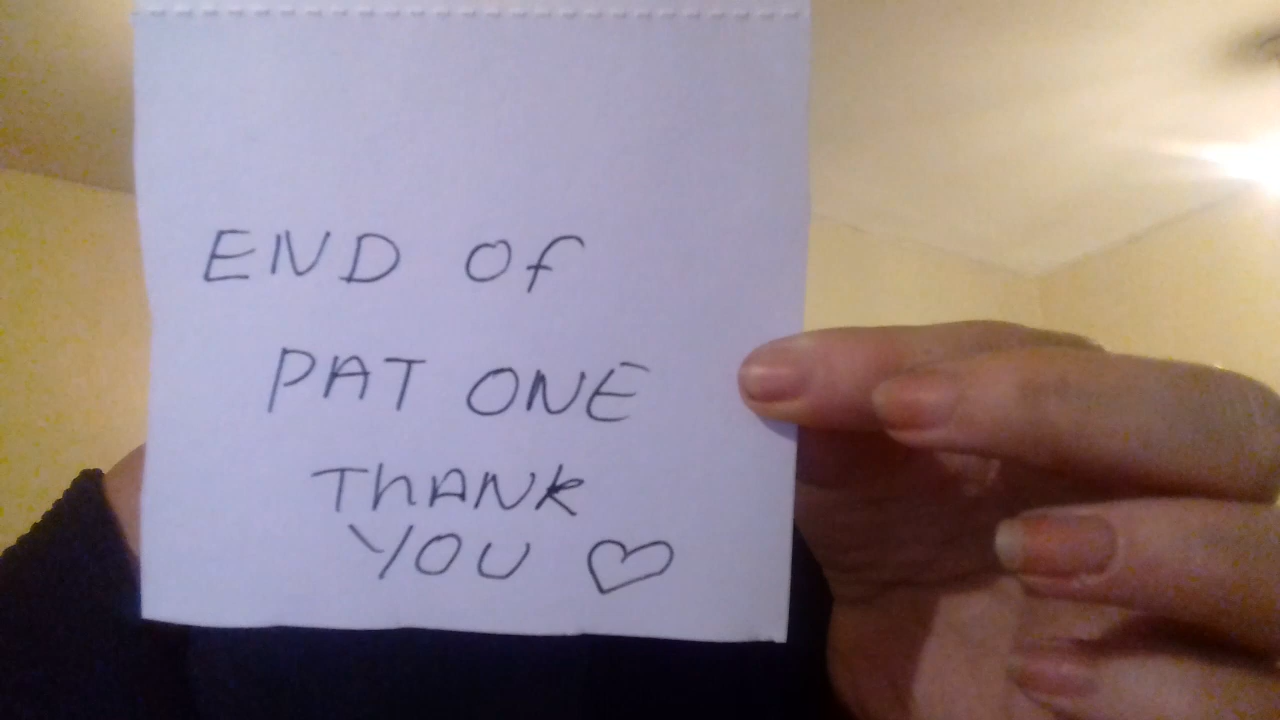 END Of
PAT ONE
ThANK
YOU ♡